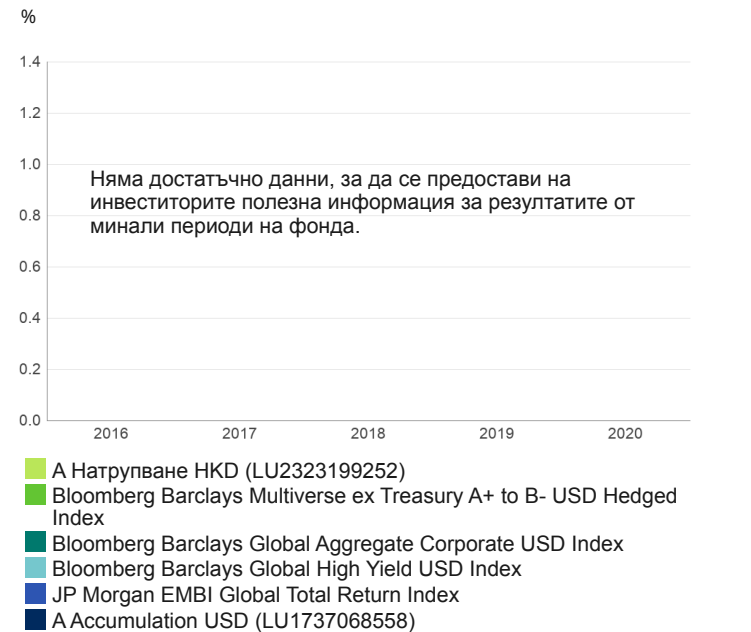 %
1.4
1.2
1.0
Няма достатъчно данни, за да се предостави на
инвеститорите полезна информация за резултатите от
минали периоди на фонда.
0.8
0.6
0.4
0.2
0.0
2016 2017 2018 2019 2020
А Натрупване HKD (LU2323199252)
Bloomberg Barclays Multiverse ex Treasury A+ to B- USD Hedged
Index
Bloomberg Barclays Global Aggregate Corporate USD Index
Bloomberg Barclays Global High Yield USD Index
JP Morgan EMBI Global Total Return Index
A Accumulation USD (LU1737068558)